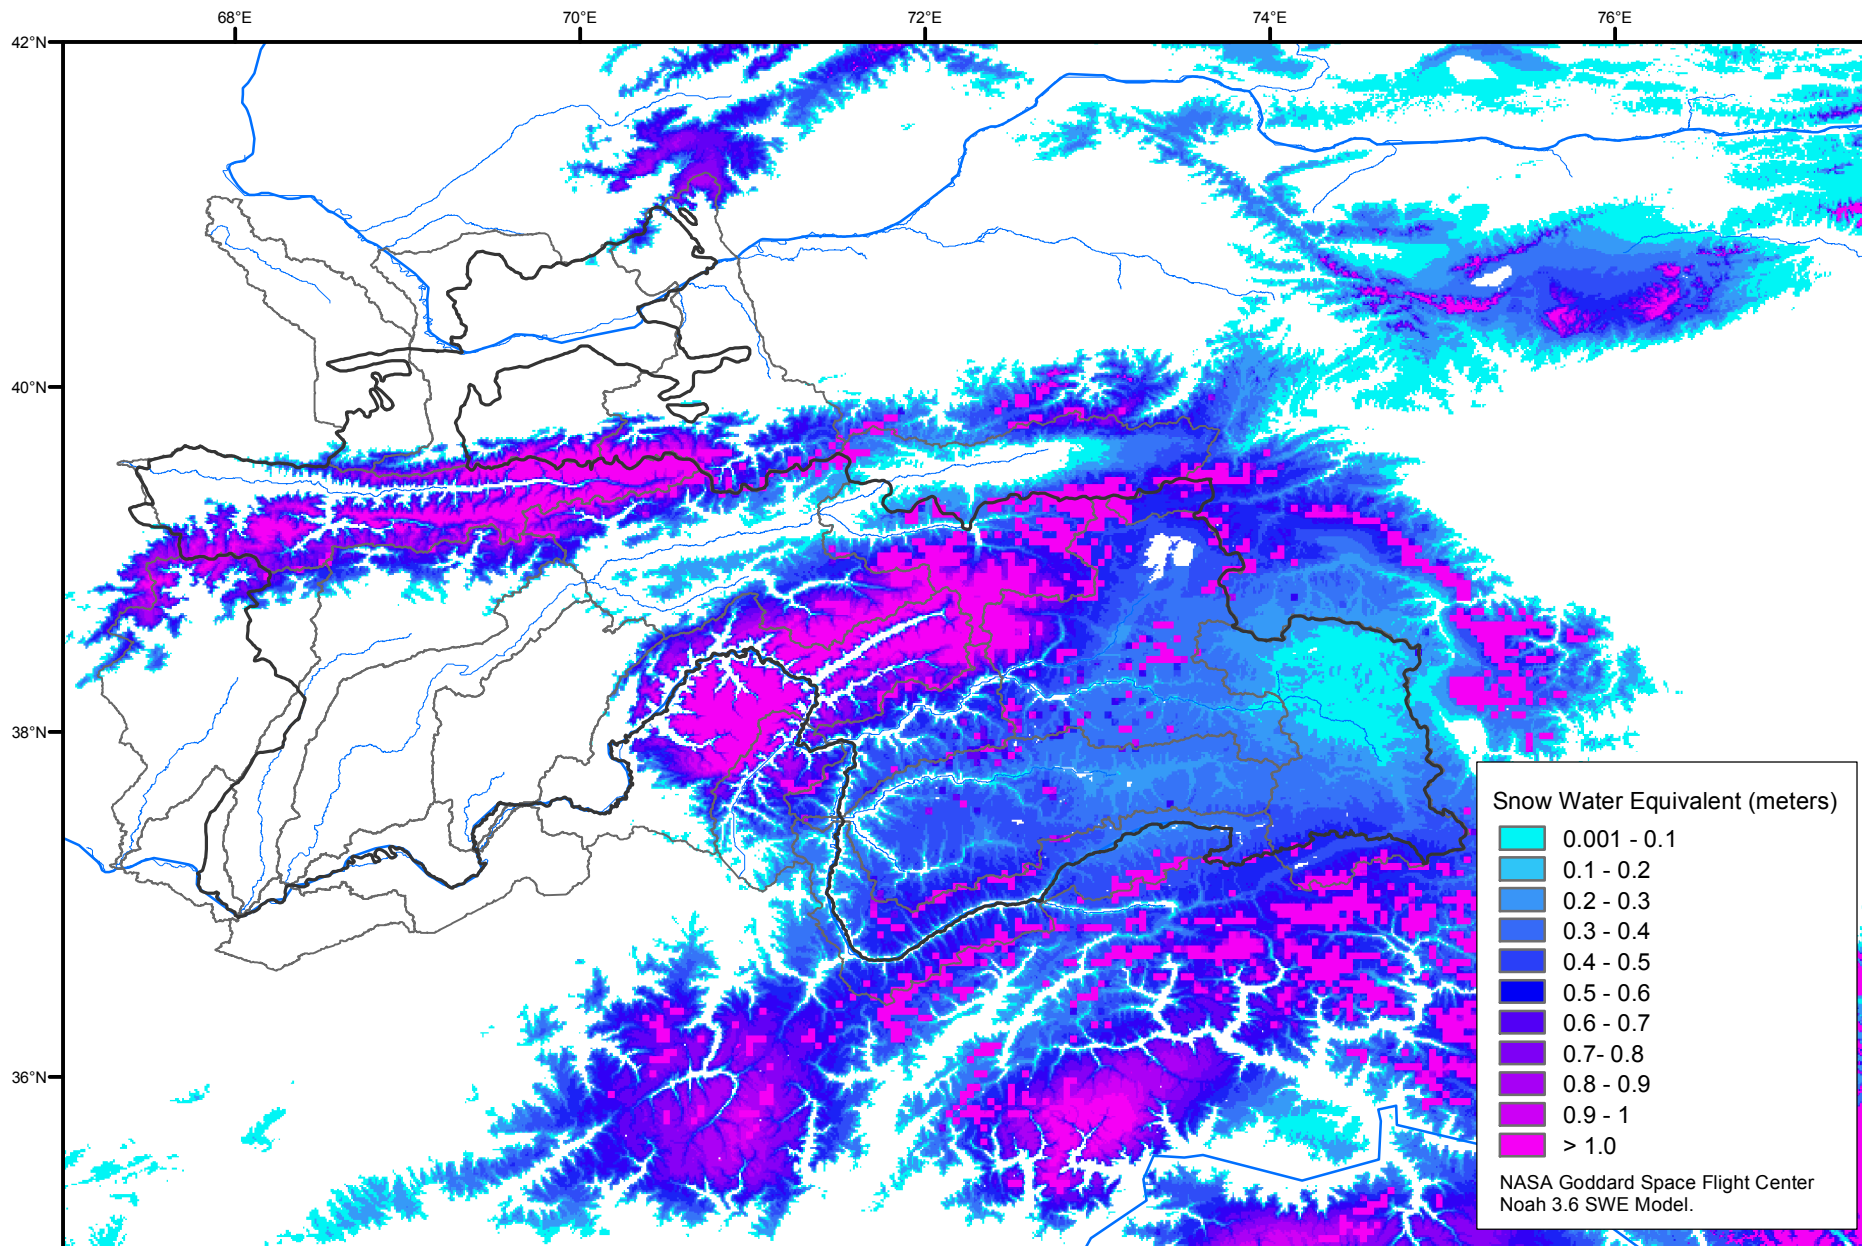 68°E 70°E 72°E 74°E 76°E
42°N
40°N
38°N
36°N
Snow Water Equivalent (meters)
0.001 - 0.1
0.1 - 0.2
0.2 - 0.3
0.3 - 0.4
0.4 - 0.5
0.5 - 0.6
0.6 - 0.7
0.7- 0.8
0.8 - 0.9
0.9 - 1
> 1.0
NASA Goddard Space Flight Center
Noah 3.6 SWE Model.